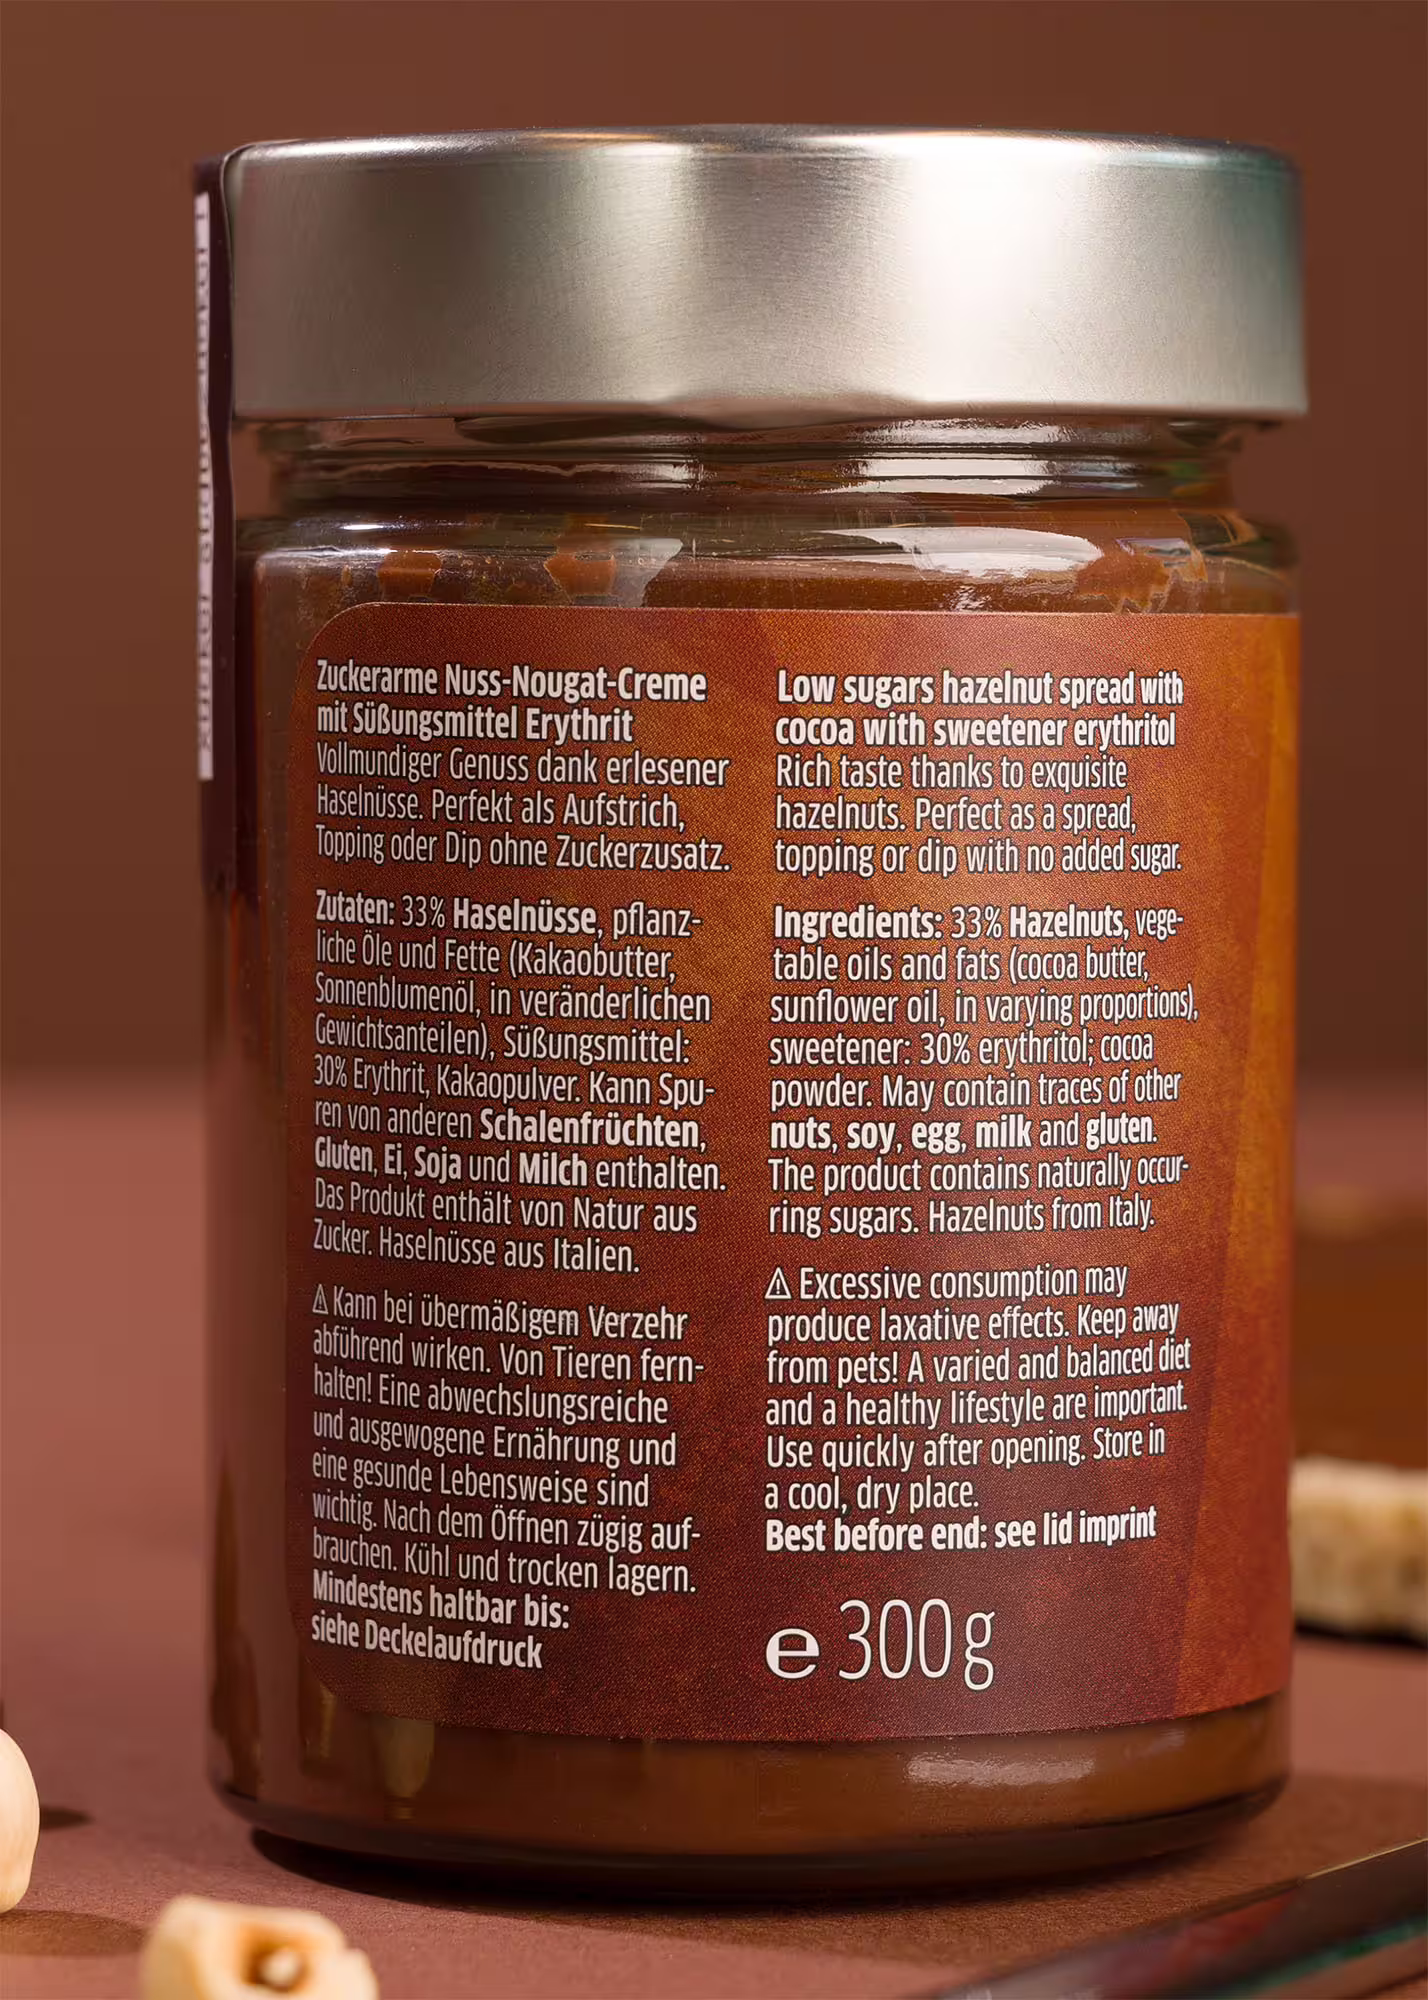 Zuckerarme Nuss-Nougat-Creme
mit Süßungsmittel Erythrit
Vollmundiger Genuss dank erlesener
Haselnüsse. Perfekt als Aufstrich,
Topping oder Dip ohne Zuckerzusatz.
Zutaten: 33% Haselnüsse, pflanz-
liche Öle und Fette (Kakaobutter,
Sonnenblumenöl, in veränderlichen
Gewichtsanteilen), Süßungsmittel:
30% Erythrit, Kakaopulver. Kann Spu-
ren von anderen Schalenfrüchten,
Gluten, Ei, Soja und Milch enthalten.
Das Produkt enthält von Natur aus
Zucker. Haselnüsse aus Italien.
⚠ Kann bei übermäßigem Verzehr
abführend wirken. Von Tieren fern-
halten! Eine abwechslungsreiche
und ausgewogene Ernährung und
eine gesunde Lebensweise sind
wichtig. Nach dem Öffnen zügig auf-
brauchen. Kühl und trocken lagern.
Mindestens haltbar bis:
siehe Deckelaufdruck
Low sugars hazelnut spread with
cocoa with sweetener erythritol
Rich taste thanks to exquisite
hazelnuts. Perfect as a spread,
topping or dip with no added sugar.
Ingredients: 33% Hazelnuts, vege-
table oils and fats (cocoa butter,
sunflower oil, in varying proportions),
sweetener: 30% erythritol; cocoa
powder. May contain traces of other
nuts, soy, egg, milk and gluten.
The product contains naturally occur-
ring sugars. Hazelnuts from Italy.
⚠ Excessive consumption may
produce laxative effects. Keep away
from pets! A varied and balanced diet
and a healthy lifestyle are important.
Use quickly after opening. Store in
a cool, dry place.
Best before end: see lid imprint
℮ 300g